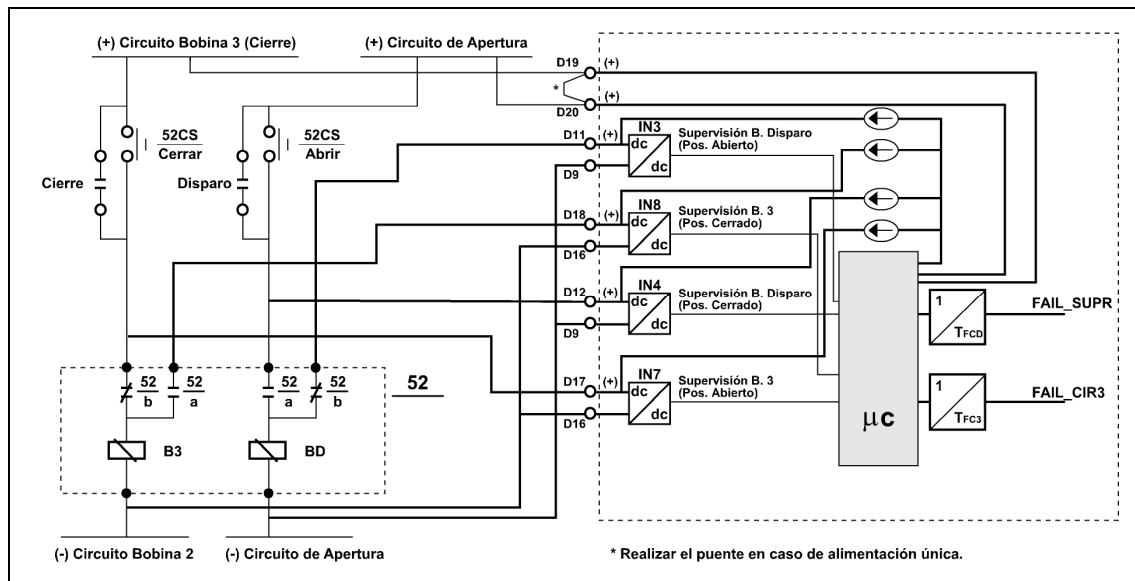 (+) Circuito Bobina 3 (Cierre)
(+) Circuito de Apertura
D19
(+)
*
D20
(+)
52CS
Cerrar
52CS
Abrir
Cierre
Disparo
D11
(+)
IN3
dc
dc
Supervisión B. Disparo
(Pos. Abierto)
D9
D18
(+)
IN8
dc
dc
Supervisión B. 3
(Pos. Cerrado)
D16
D12
(+)
IN4
dc
dc
Supervisión B. Disparo
(Pos. Cerrado)
D9
D17
(+)
IN7
dc
dc
Supervisión B. 3
(Pos. Abierto)
D16
µc
1
TFCD
FAIL_SUPR
1
TFC3
FAIL_CIR3
52
b
52
a
52
a
52
b
52
B3
BD
(-) Circuito Bobina 2
(-) Circuito de Apertura
* Realizar el puente en caso de alimentación única.